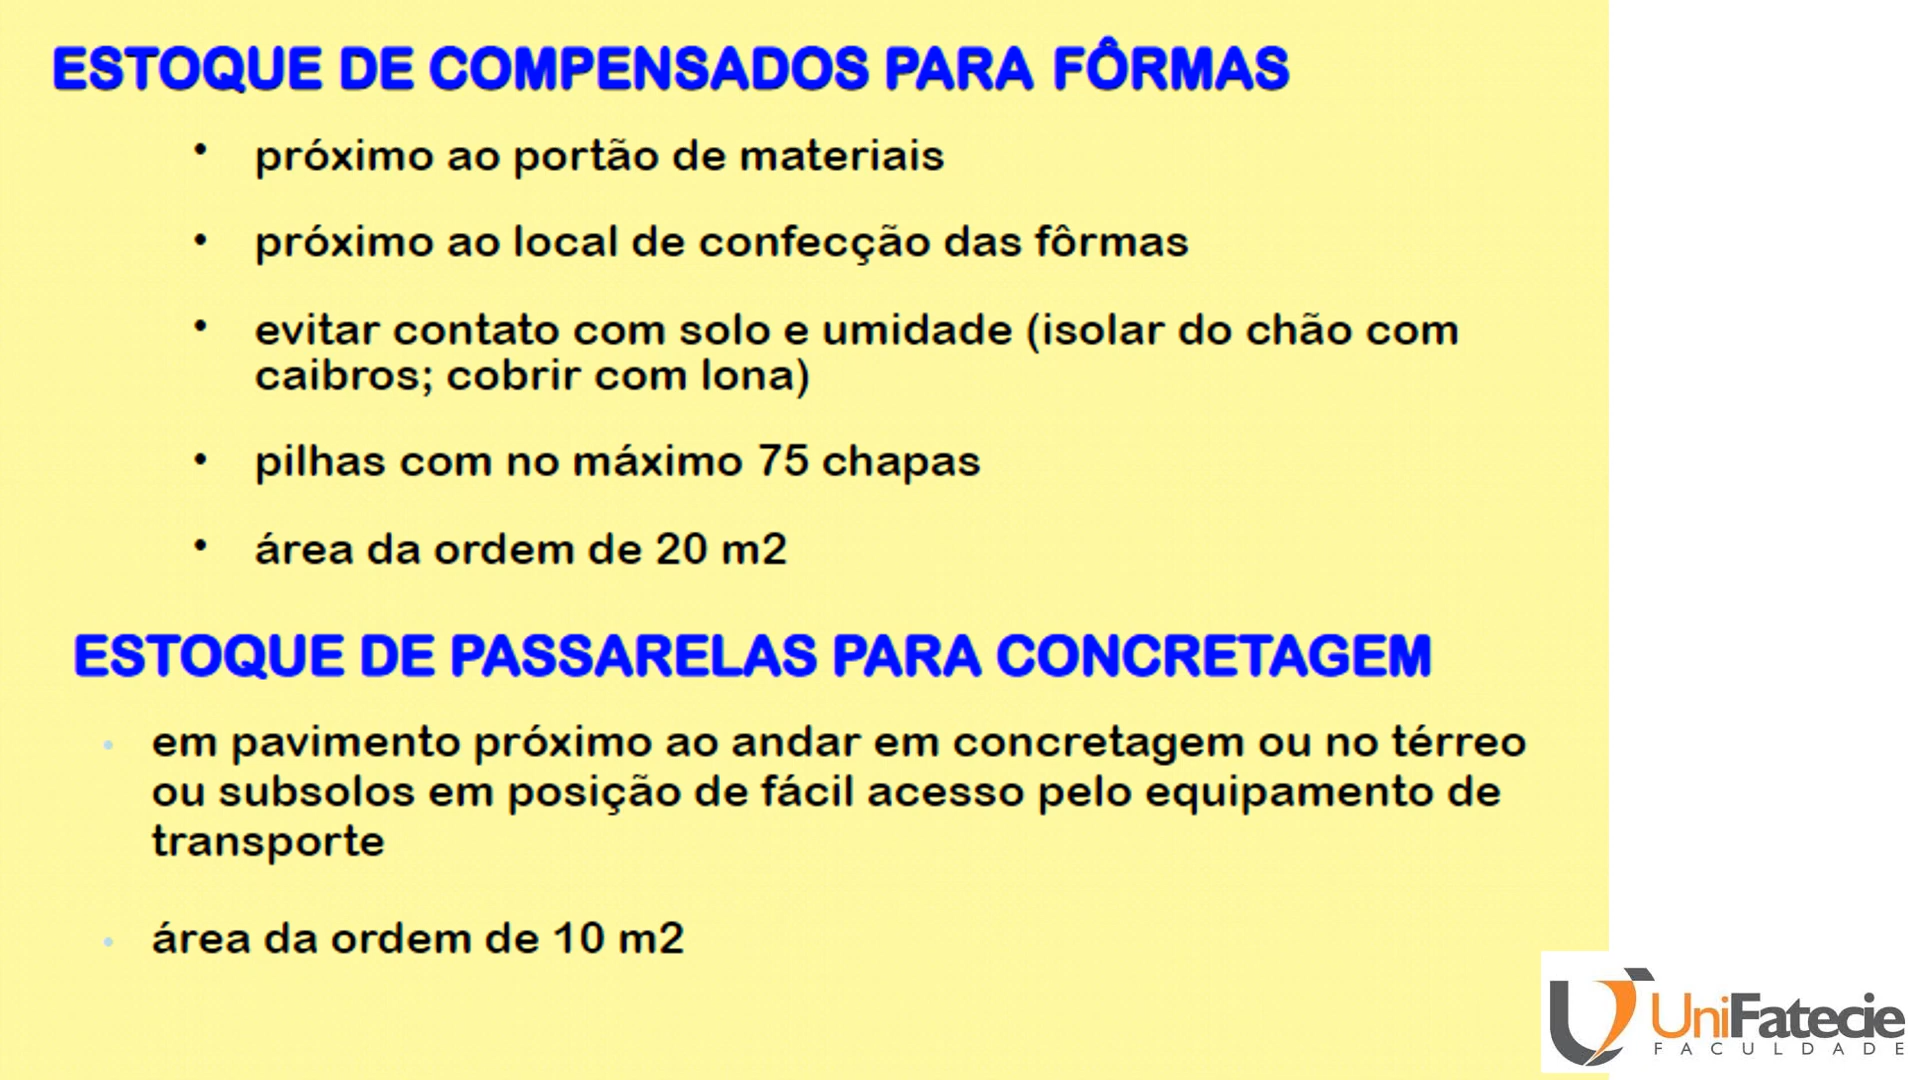 ESTOQUE DE COMPENSADOS PARA FÔRMAS
• próximo ao portão de materiais
• próximo ao local de confecção das fôrmas
• evitar contato com solo e umidade (isolar do chão com
caibros; cobrir com lona)
• pilhas com no máximo 75 chapas
• área da ordem de 20 m2
ESTOQUE DE PASSARELAS PARA CONCRETAGEM
• em pavimento próximo ao andar em concretagem ou no térreo
ou subsolos em posição de fácil acesso pelo equipamento de
transporte
• área da ordem de 10 m2
UniFatecie
FACULDADE